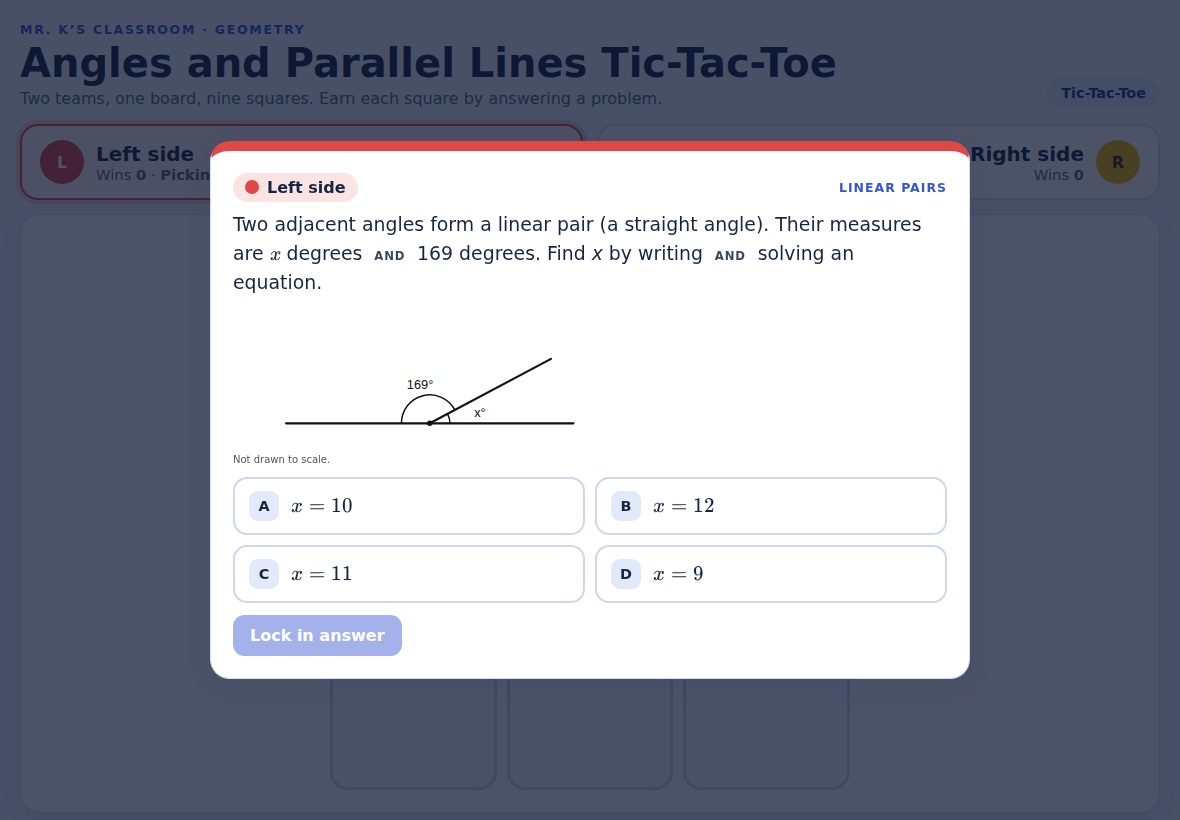 MR. K’S CLASSROOM · GEOMETRY
Angles and Parallel Lines Tic-Tac-Toe
Two teams, one board, nine squares. Earn each square by answering a problem.
Tic-Tac-Toe
L
Left side
Wins 0 · Pickin
Right side
Wins 0
R
Left side
LINEAR PAIRS
Two adjacent angles form a linear pair (a straight angle). Their measures
are x degrees AND 169 degrees. Find x by writing AND solving an
equation.
169°
x°
Not drawn to scale.
A x = 10
B x = 12
C x = 11
D x = 9
Lock in answer